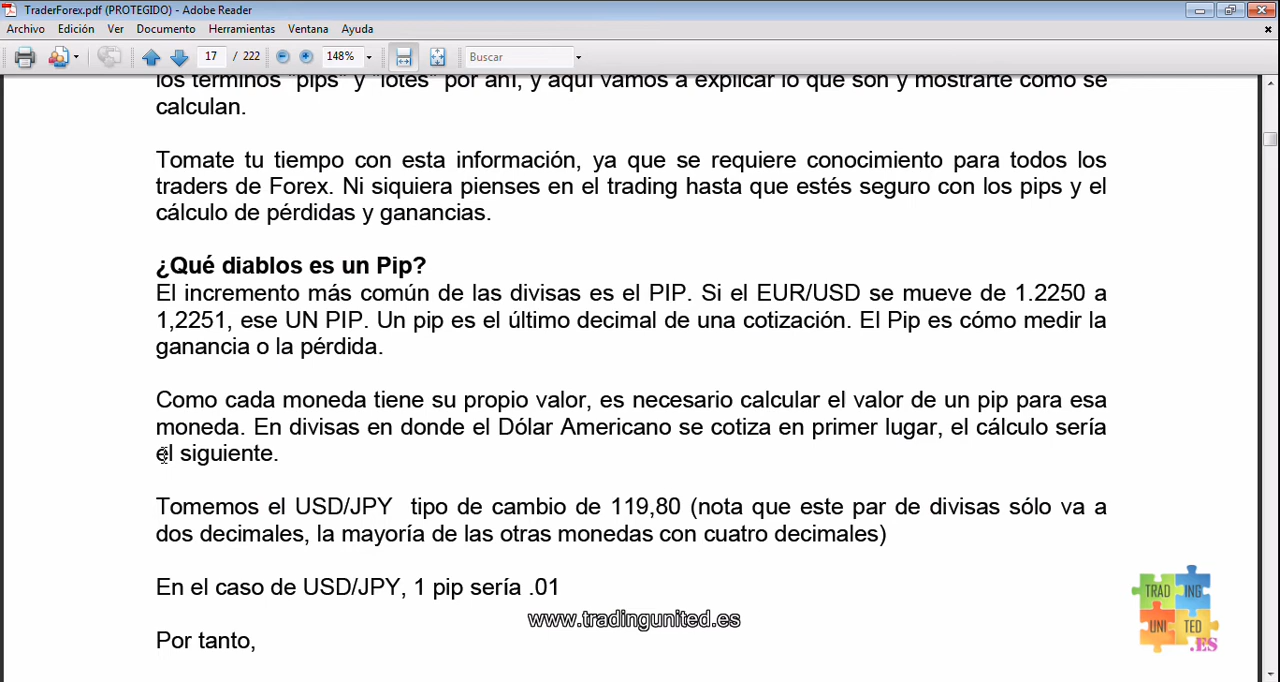 TraderForex.pdf (PROTEGIDO) - Adobe Reader
Archivo Edición Ver Documento Herramientas Ventana Ayuda
17 / 222 148% Buscar
los términos "pips" y "lotes" por ahí, y aquí vamos a explicar lo que son y mostrarte cómo se
calculan.
Tomate tu tiempo con esta información, ya que se requiere conocimiento para todos los
traders de Forex. Ni siquiera pienses en el trading hasta que estés seguro con los pips y el
cálculo de pérdidas y ganancias.
¿Qué diablos es un Pip?
El incremento más común de las divisas es el PIP. Si el EUR/USD se mueve de 1.2250 a
1,2251, ese UN PIP. Un pip es el último decimal de una cotización. El Pip es cómo medir la
ganancia o la pérdida.
Como cada moneda tiene su propio valor, es necesario calcular el valor de un pip para esa
moneda. En divisas en donde el Dólar Americano se cotiza en primer lugar, el cálculo sería
el siguiente.
Tomemos el USD/JPY tipo de cambio de 119,80 (nota que este par de divisas sólo va a
dos decimales, la mayoría de las otras monedas con cuatro decimales)
En el caso de USD/JPY, 1 pip sería .01
www.tradingunited.es
Por tanto,
TRAD ING
UNI TED
.ES